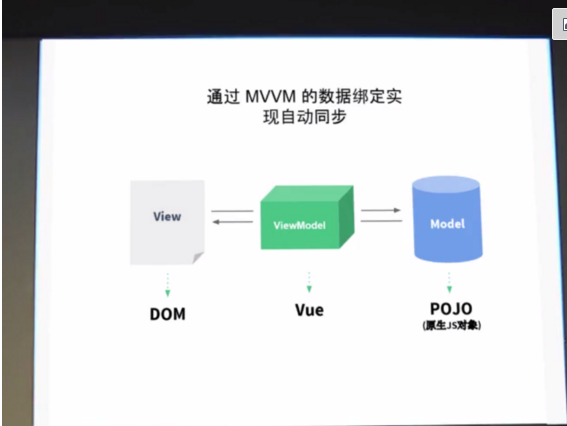 通过 MVVM 的数据绑定实
现自动同步
View
ViewModel
Model
DOM
Vue
POJO
(原生JS对象)